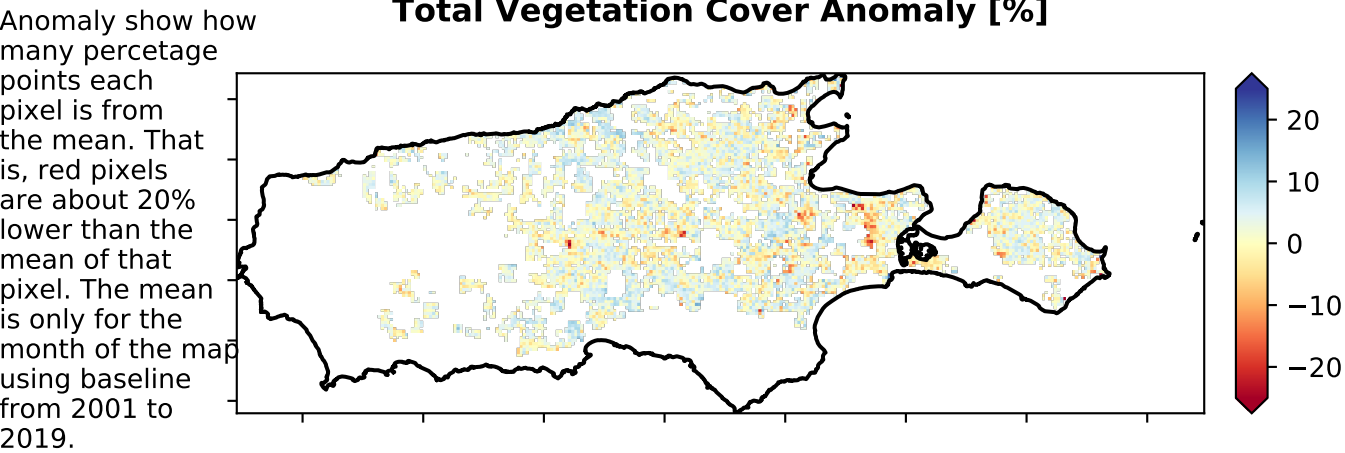 Total Vegetation Cover Anomaly [%]
Anomaly show how
many percetage
points each
pixel is from
the mean. That
is, red pixels
are about 20%
lower than the
mean of that
pixel. The mean
is only for the
month of the map
using baseline
from 2001 to
2019.
20
10
0
−10
−20